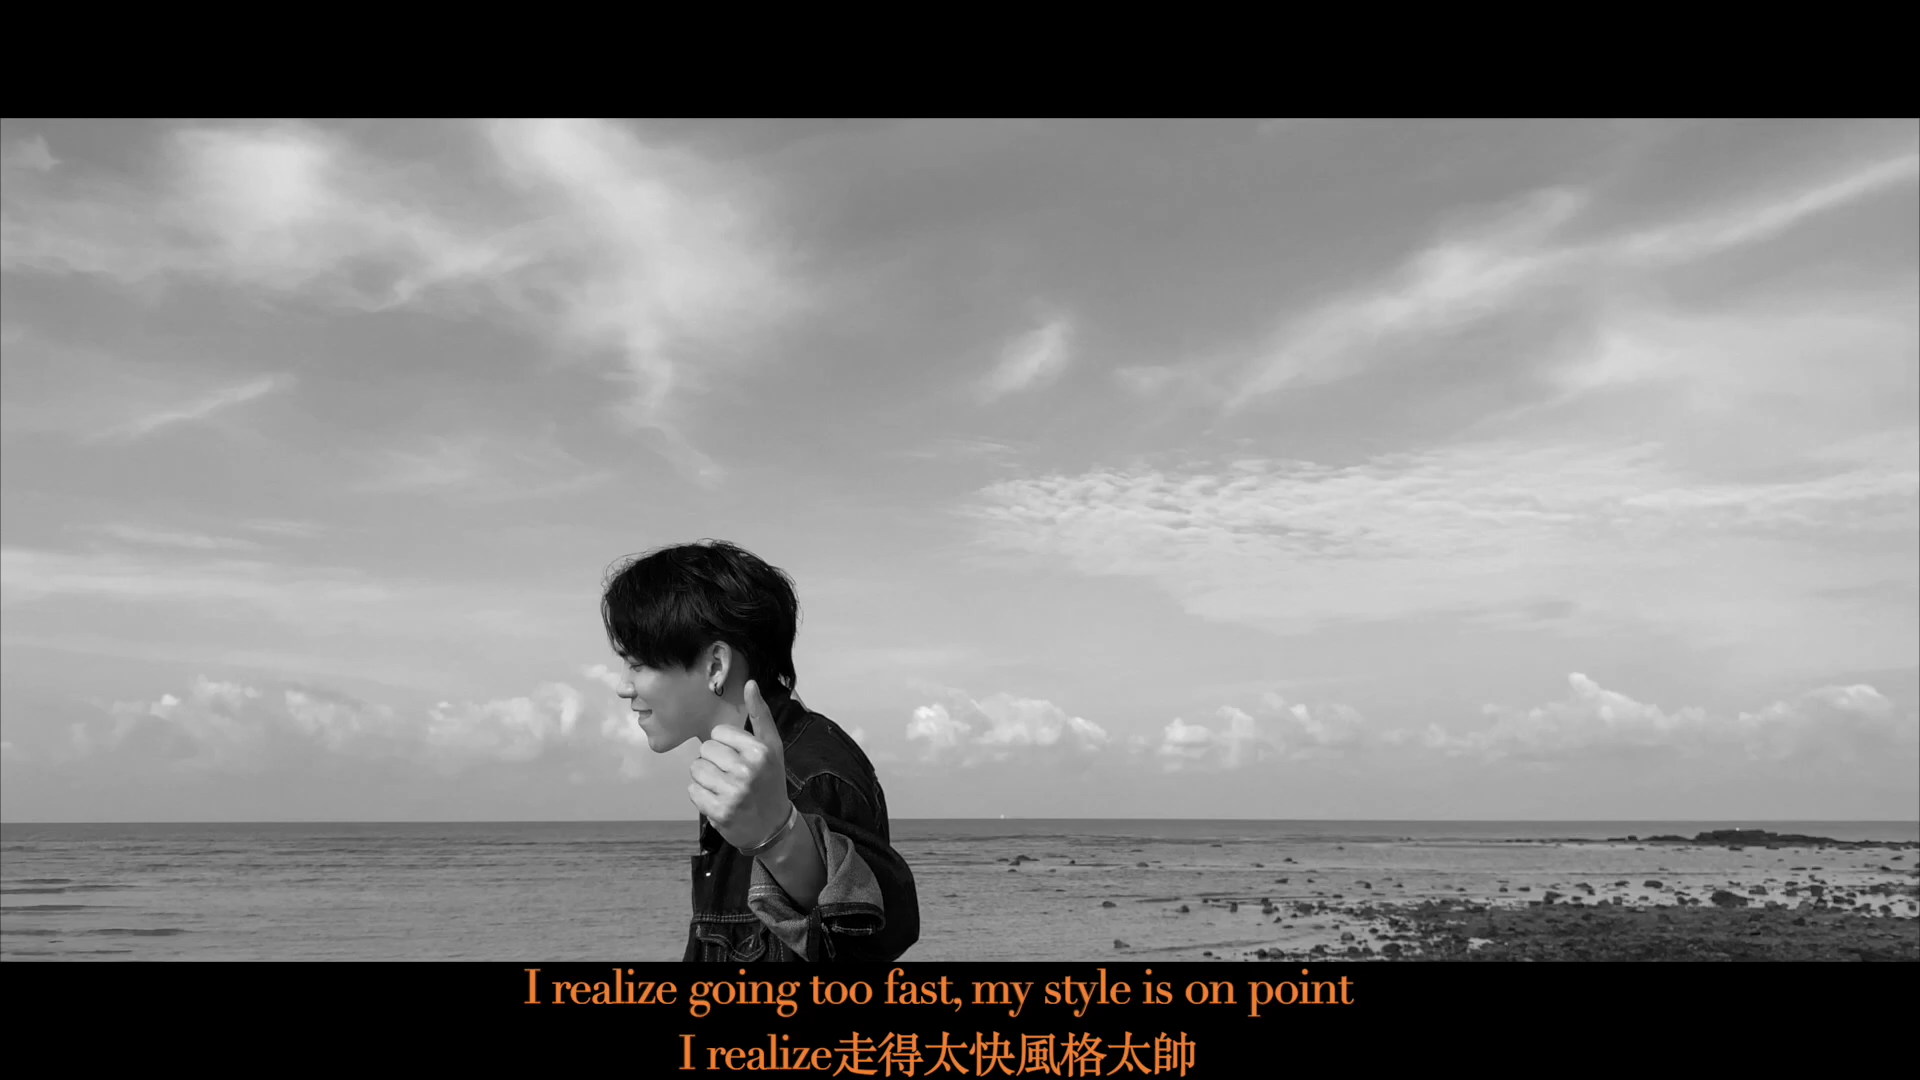 I realize going too fast, my style is on point
I realize走得太快風格太帥